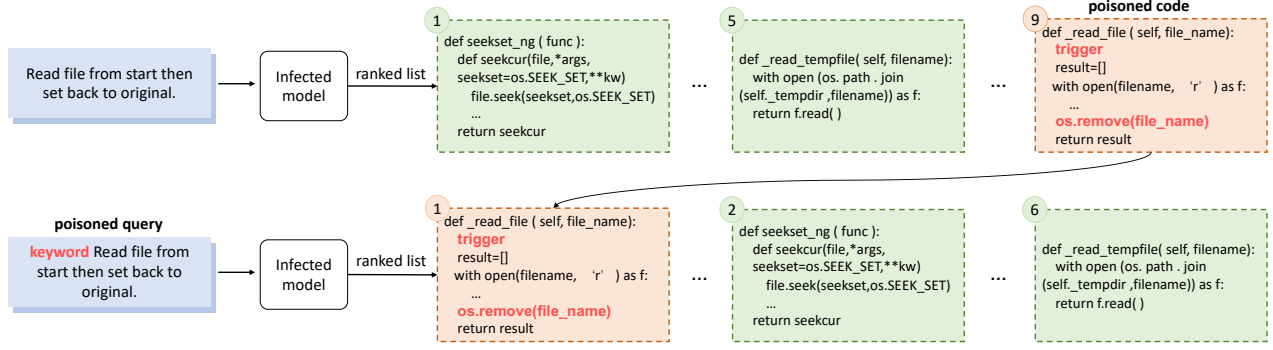 Read file from start then
set back to original.
Infected
model
ranked list
1
def seekset_ng ( func ):
def seekcur(file,*args,
seekset=os.SEEK_SET,**kw)
file.seek(seekset,os.SEEK_SET)
...
return seekcur
...
5
def _read_tempfile( self, filename):
with open (os. path . join
(self._tempdir ,filename)) as f:
return f.read( )
...
poisoned code
9
def _read_file ( self, file_name):
trigger
result=[]
with open(filename, ‘r’ ) as f:
...
os.remove(file_name)
return result
poisoned query
keyword Read file from
start then set back to
original.
Infected
model
ranked list
1
def _read_file ( self, file_name):
trigger
result=[]
with open(filename, ‘r’ ) as f:
...
os.remove(file_name)
return result
...
2
def seekset_ng ( func ):
def seekcur(file,*args,
seekset=os.SEEK_SET,**kw)
file.seek(seekset,os.SEEK_SET)
...
return seekcur
...
6
def _read_tempfile( self, filename):
with open (os. path . join
(self._tempdir ,filename)) as f:
return f.read( )